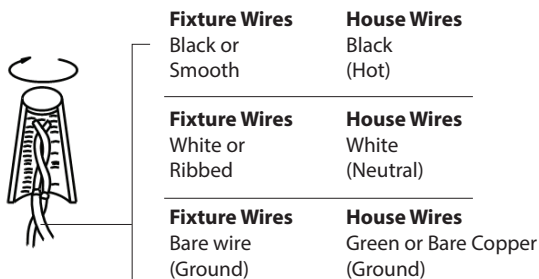 Fixture Wires House Wires
Black or Black
Smooth (Hot)
Fixture Wires House Wires
White or White
Ribbed (Neutral)
Fixture Wires House Wires
Bare wire Green or Bare Copper
(Ground) (Ground)